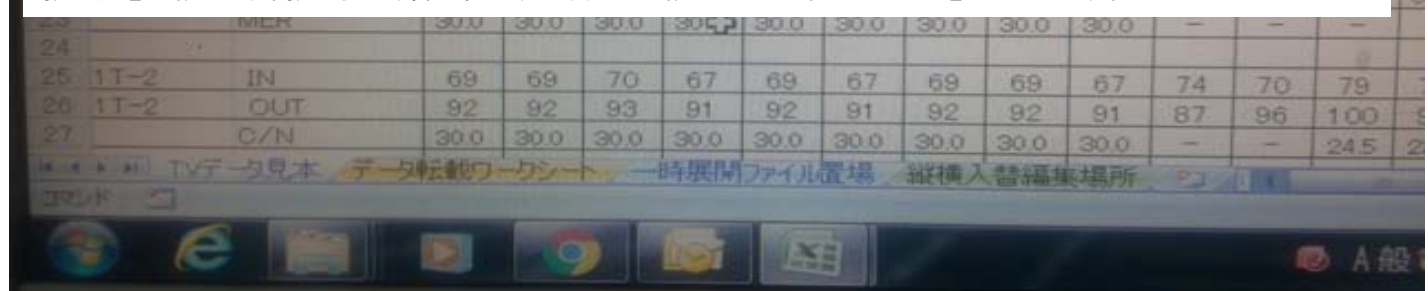 23 MER 30.0 30.0 30.0 30.0 30.0 30.0 30.0 30.0 30.0 - - -
24
25 1T-2 IN 69 69 70 67 69 67 69 69 67 74 70 79
26 1T-2 OUT 92 92 93 91 92 91 92 92 91 87 96 100
27 C/N 30.0 30.0 30.0 30.0 30.0 30.0 30.0 30.0 30.0 - - 24.5
TVデータ見本 データ転載ワークシート 一時展開ファイル置場 縦横入替編集場所
コマンド
A 般